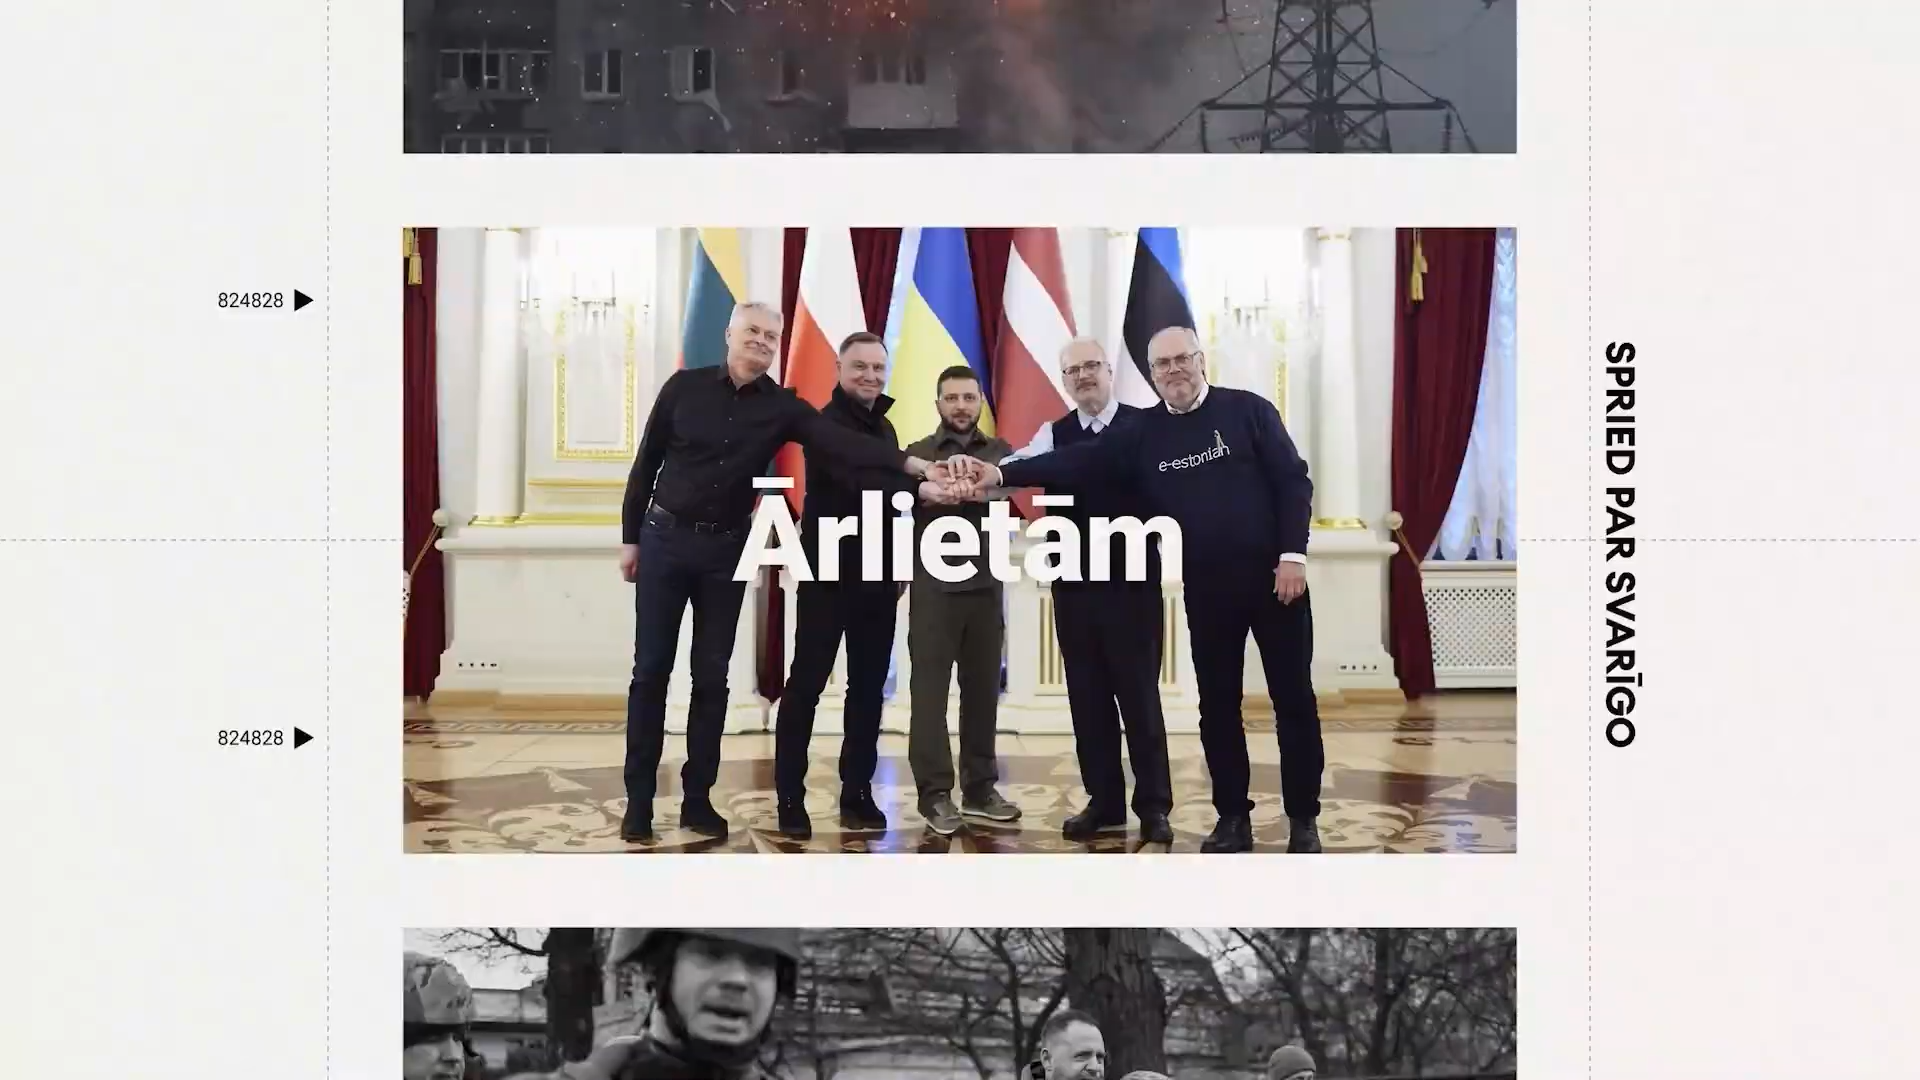 824828
e-estonian
Ārlietām
SPRIED PAR SVARĪGO
824828